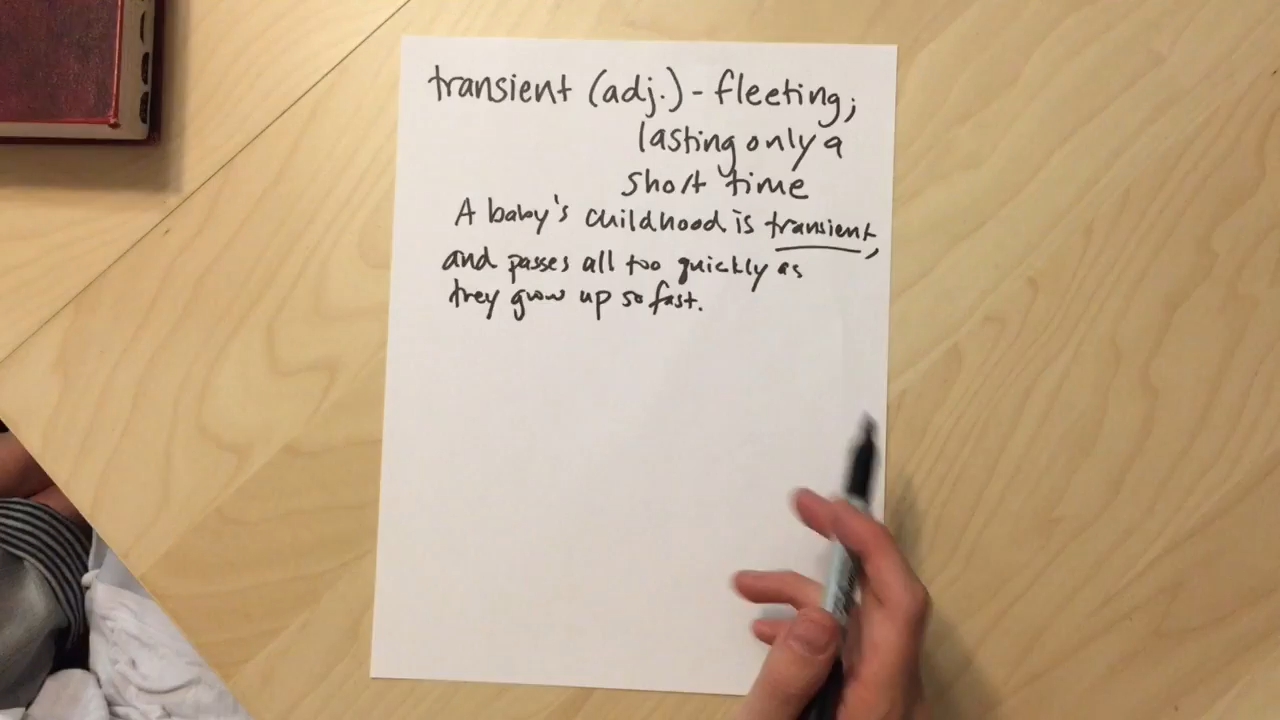 transient (adj.) - fleeting;
lasting only a
short time
A baby's childhood is transient,
and passes all too quickly as
they grow up so fast.